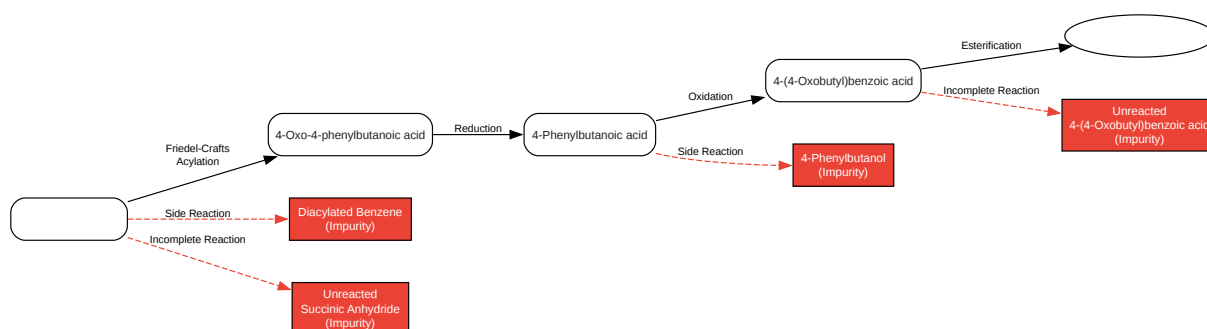 Esterification
4-(4-Oxobutyl)benzoic acid
Incomplete Reaction
Oxidation
Unreacted
4-(4-Oxobutyl)benzoic acid
(Impurity)
4-Oxo-4-phenylbutanoic acid
Reduction
4-Phenylbutanoic acid
Friedel-Crafts
Acylation
Side Reaction
4-Phenylbutanol
(Impurity)
Side Reaction
Diacylated Benzene
(Impurity)
Incomplete Reaction
Unreacted
Succinic Anhydride
(Impurity)